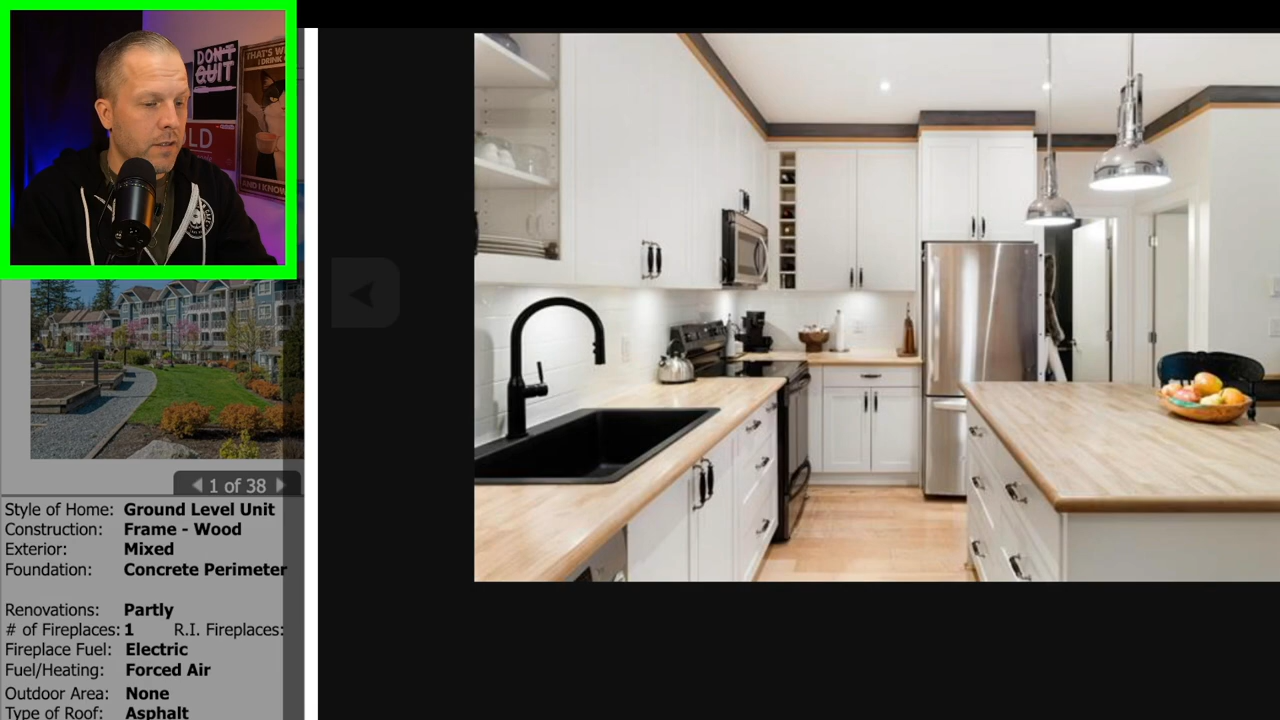 DON'T
QUIT
THAT'S W
I DRINK
LD
AND I KNOW
1 of 38
Style of Home: Ground Level Unit
Construction: Frame - Wood
Exterior: Mixed
Foundation: Concrete Perimeter
Renovations: Partly
# of Fireplaces: 1 R.I. Fireplaces:
Fireplace Fuel: Electric
Fuel/Heating: Forced Air
Outdoor Area: None
Type of Roof: Asphalt